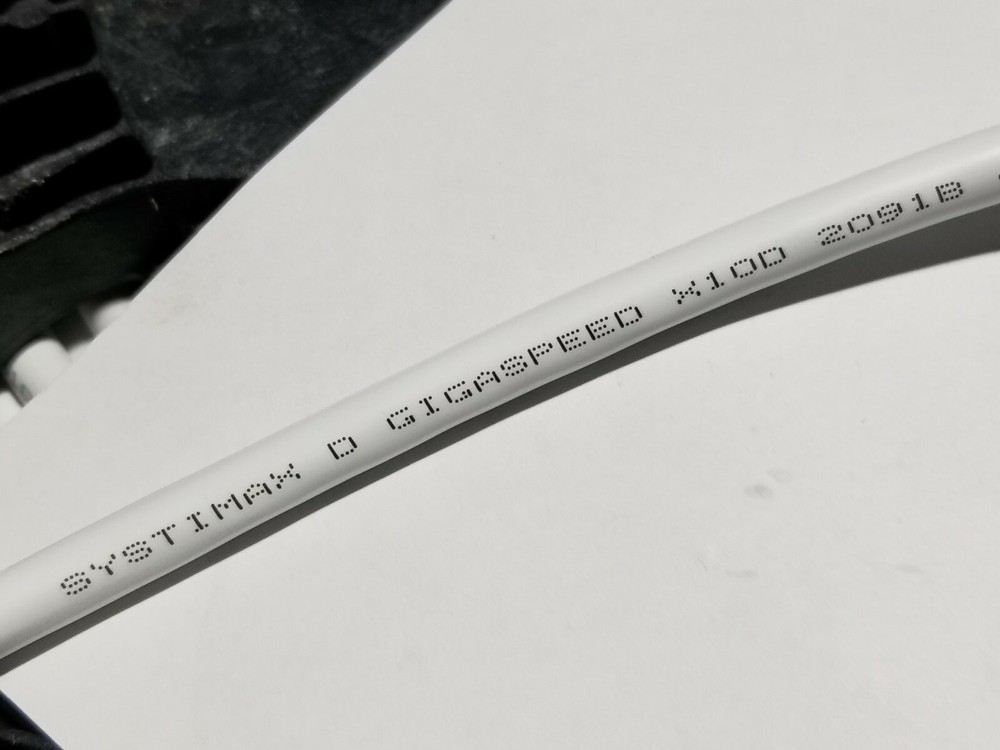 SYSTIMAX D GIGASPEED X10D 2091B